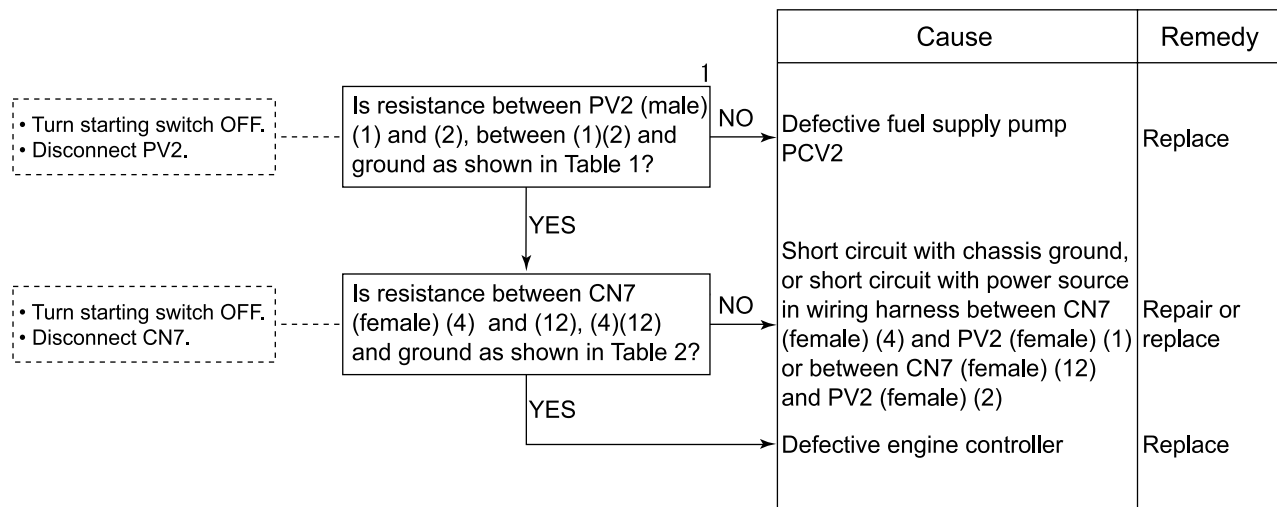 Cause
Remedy
1
• Turn starting switch OFF.
• Disconnect PV2.
Is resistance between PV2 (male)
(1) and (2), between (1)(2) and
ground as shown in Table 1?
NO
Defective fuel supply pump
PCV2
Replace
YES
• Turn starting switch OFF.
• Disconnect CN7.
Is resistance between CN7
(female) (4) and (12), (4)(12)
and ground as shown in Table 2?
NO
Short circuit with chassis ground,
or short circuit with power source
in wiring harness between CN7
(female) (4) and PV2 (female) (1)
or between CN7 (female) (12)
and PV2 (female) (2)
Repair or
replace
YES
Defective engine controller
Replace